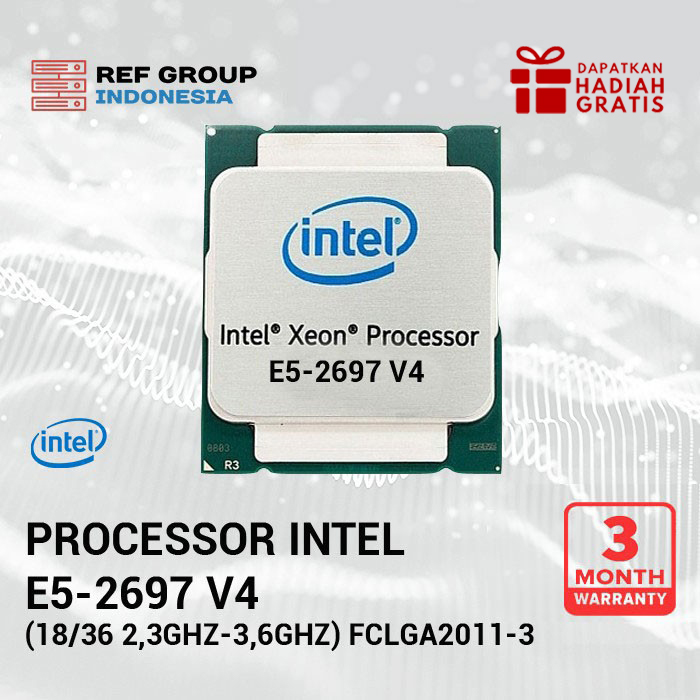 REF GROUP
INDONESIA
DAPATKAN
HADIAH
GRATIS
intel
Intel® Xeon® Processor
E5-2697 V4
0803
R3
intel
PROCESSOR INTEL
E5-2697 V4
(18/36 2,3GHZ-3,6GHZ) FCLGA2011-3
3
MONTH
WARRANTY